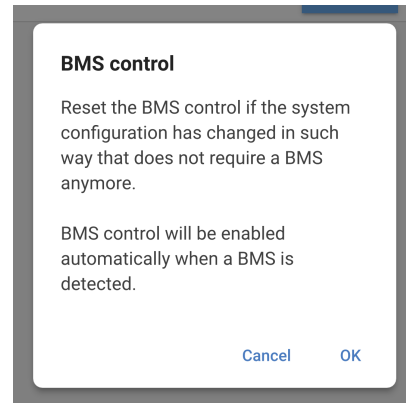 BMS control
Reset the BMS control if the system
configuration has changed in such
way that does not require a BMS
anymore.
BMS control will be enabled
automatically when a BMS is
detected.
Cancel OK